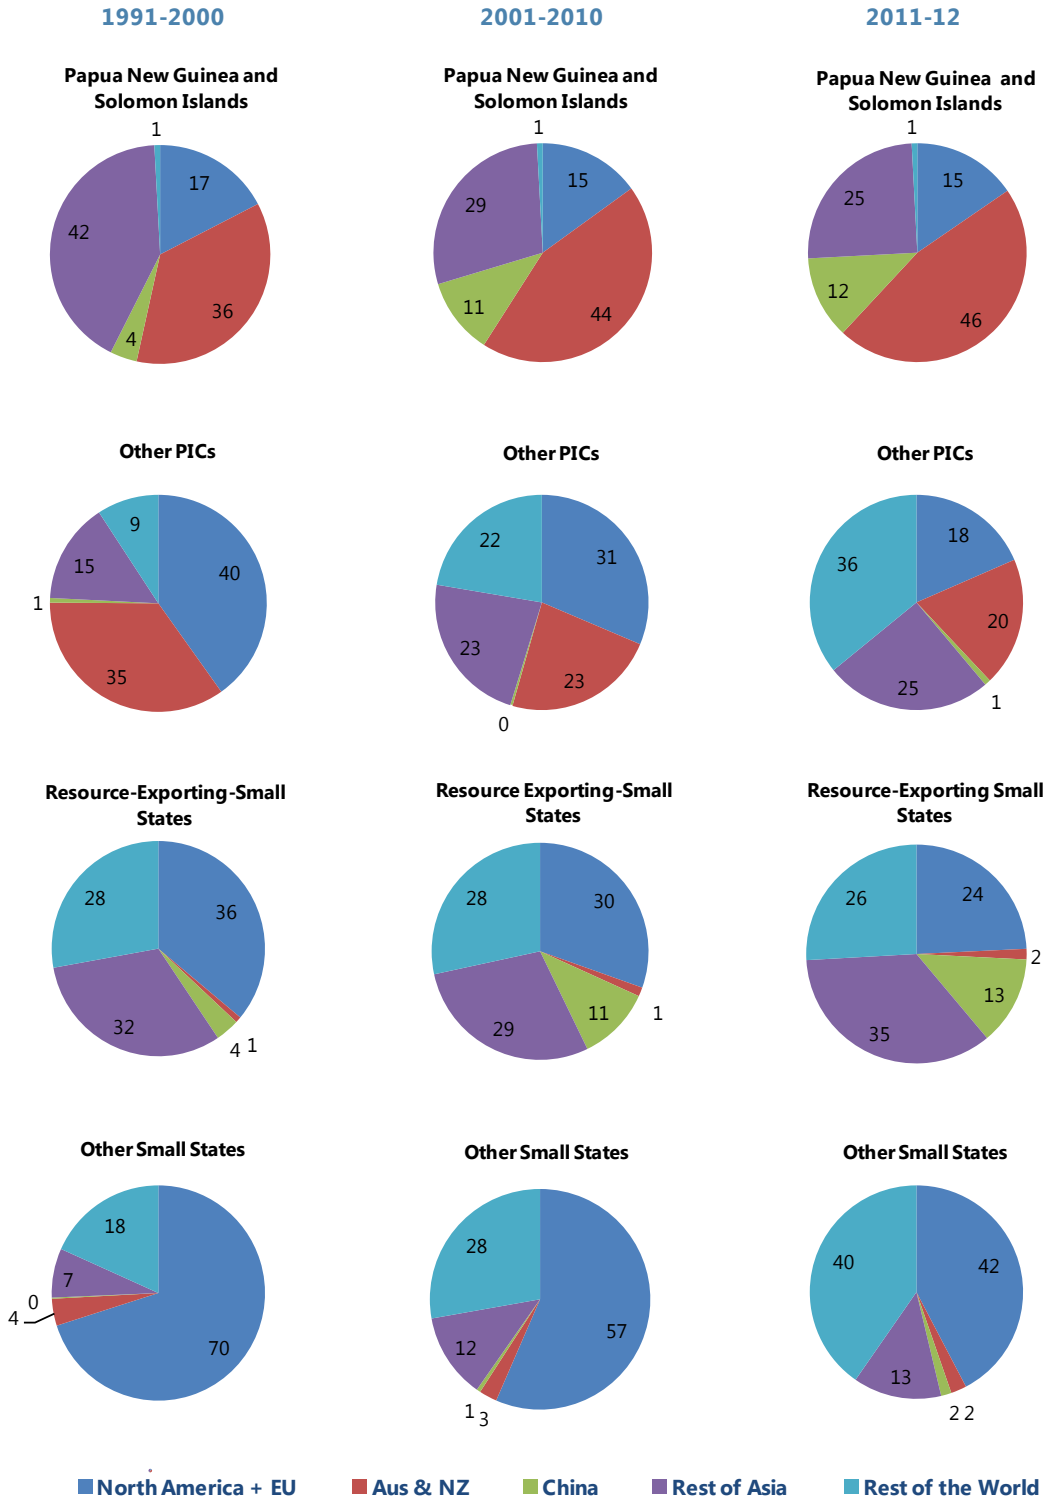 1991-2000
2001-2010
2011-12
Papua New Guinea and
Solomon Islands
1
17
42
36
4
Papua New Guinea and
Solomon Islands
1
15
29
11
44
Papua New Guinea and
Solomon Islands
1
15
25
12
46
Other PICs
9
15
40
1
35
Other PICs
22
31
23
23
0
Other PICs
18
36
20
25
1
Resource-Exporting-Small
States
28
36
32
4 1
Resource Exporting-Small
States
28
30
11
1
29
Resource-Exporting Small
States
26
24
2
13
35
Other Small States
18
7
0
4
70
Other Small States
28
57
12
1 3
Other Small States
40
42
13
2 2
North America + EU
Aus & NZ
China
Rest of Asia
Rest of the World